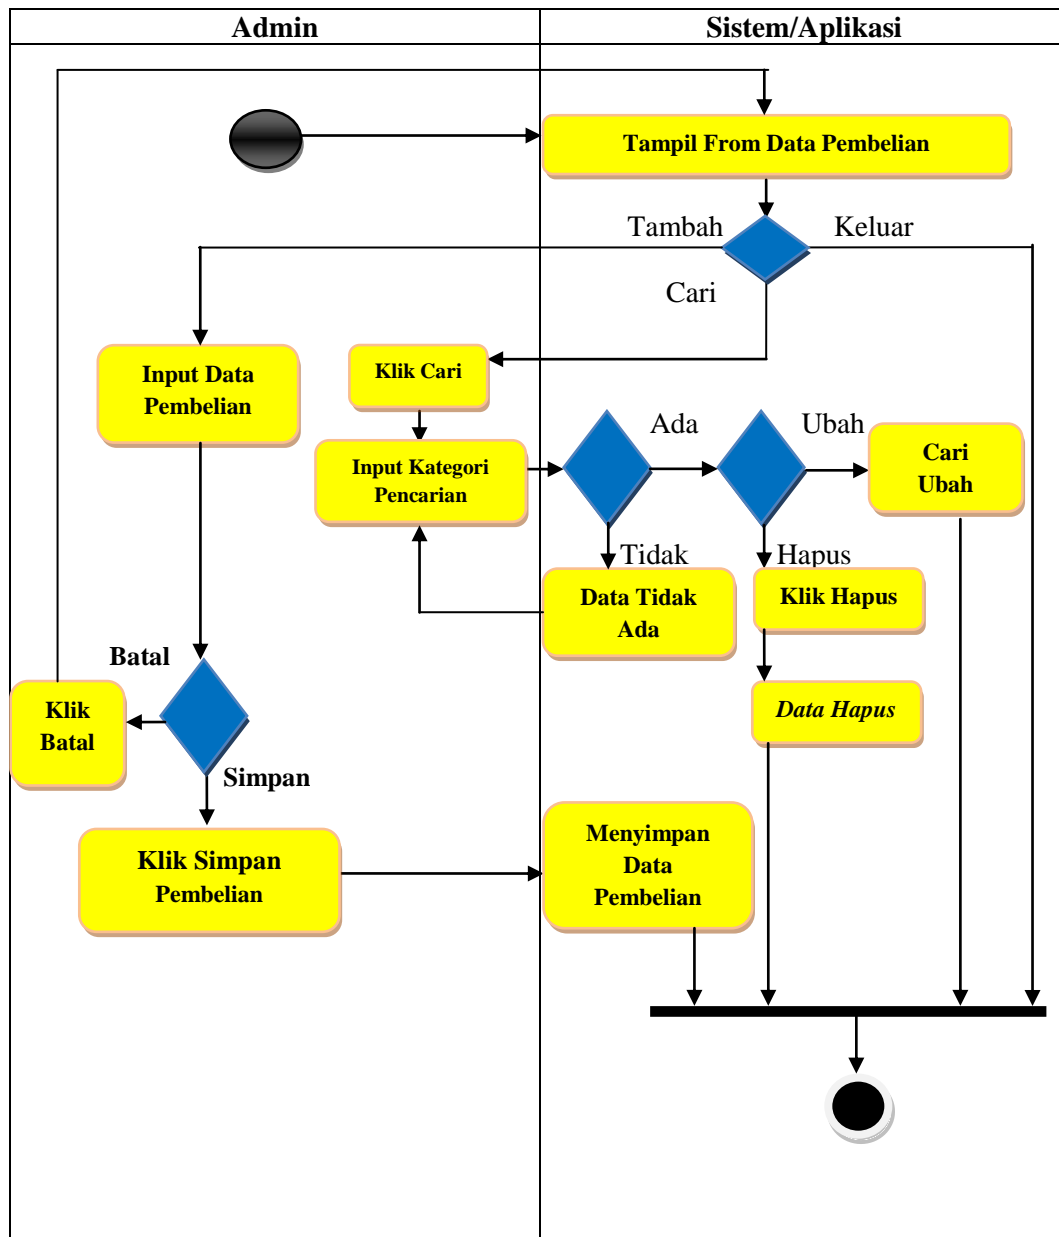 Admin
Sistem/Aplikasi
Tampil From Data Pembelian
Tambah
Keluar
Cari
Input Data
Pembelian
Klik Cari
Input Kategori
Pencarian
Ada
Ubah
Cari
Ubah
Tidak
Hapus
Data Tidak
Ada
Klik Hapus
Batal
Klik
Batal
Data Hapus
Simpan
Klik Simpan
Pembelian
Menyimpan
Data
Pembelian